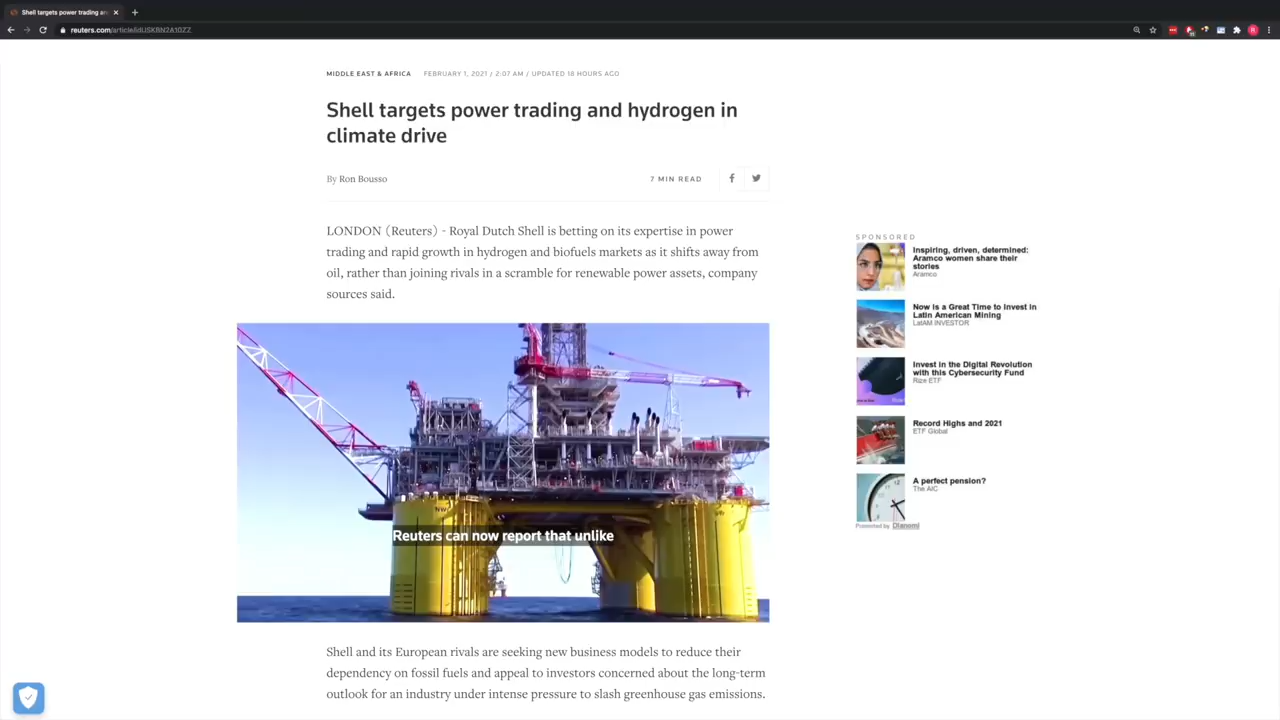 Shell targets power trading an
reuters.com/article/idUSKBN2A10ZZ
MIDDLE EAST & AFRICA FEBRUARY 1, 2021 / 2:07 AM / UPDATED 18 HOURS AGO
Shell targets power trading and hydrogen in
climate drive
By Ron Bousso
7 MIN READ
LONDON (Reuters) - Royal Dutch Shell is betting on its expertise in power
trading and rapid growth in hydrogen and biofuels markets as it shifts away from
oil, rather than joining rivals in a scramble for renewable power assets, company
sources said.
Reuters can now report that unlike
Shell and its European rivals are seeking new business models to reduce their
dependency on fossil fuels and appeal to investors concerned about the long-term
outlook for an industry under intense pressure to slash greenhouse gas emissions.
SPONSORED
Inspiring, driven, determined:
Aramco women share their
stories
Aramco
Now is a Great Time to Invest in
Latin American Mining
LatAM INVESTOR
Invest in the Digital Revolution
with this Cybersecurity Fund
Rize ETF
Record Highs and 2021
ETF Global
A perfect pension?
The AIC
Promoted by Dianomi